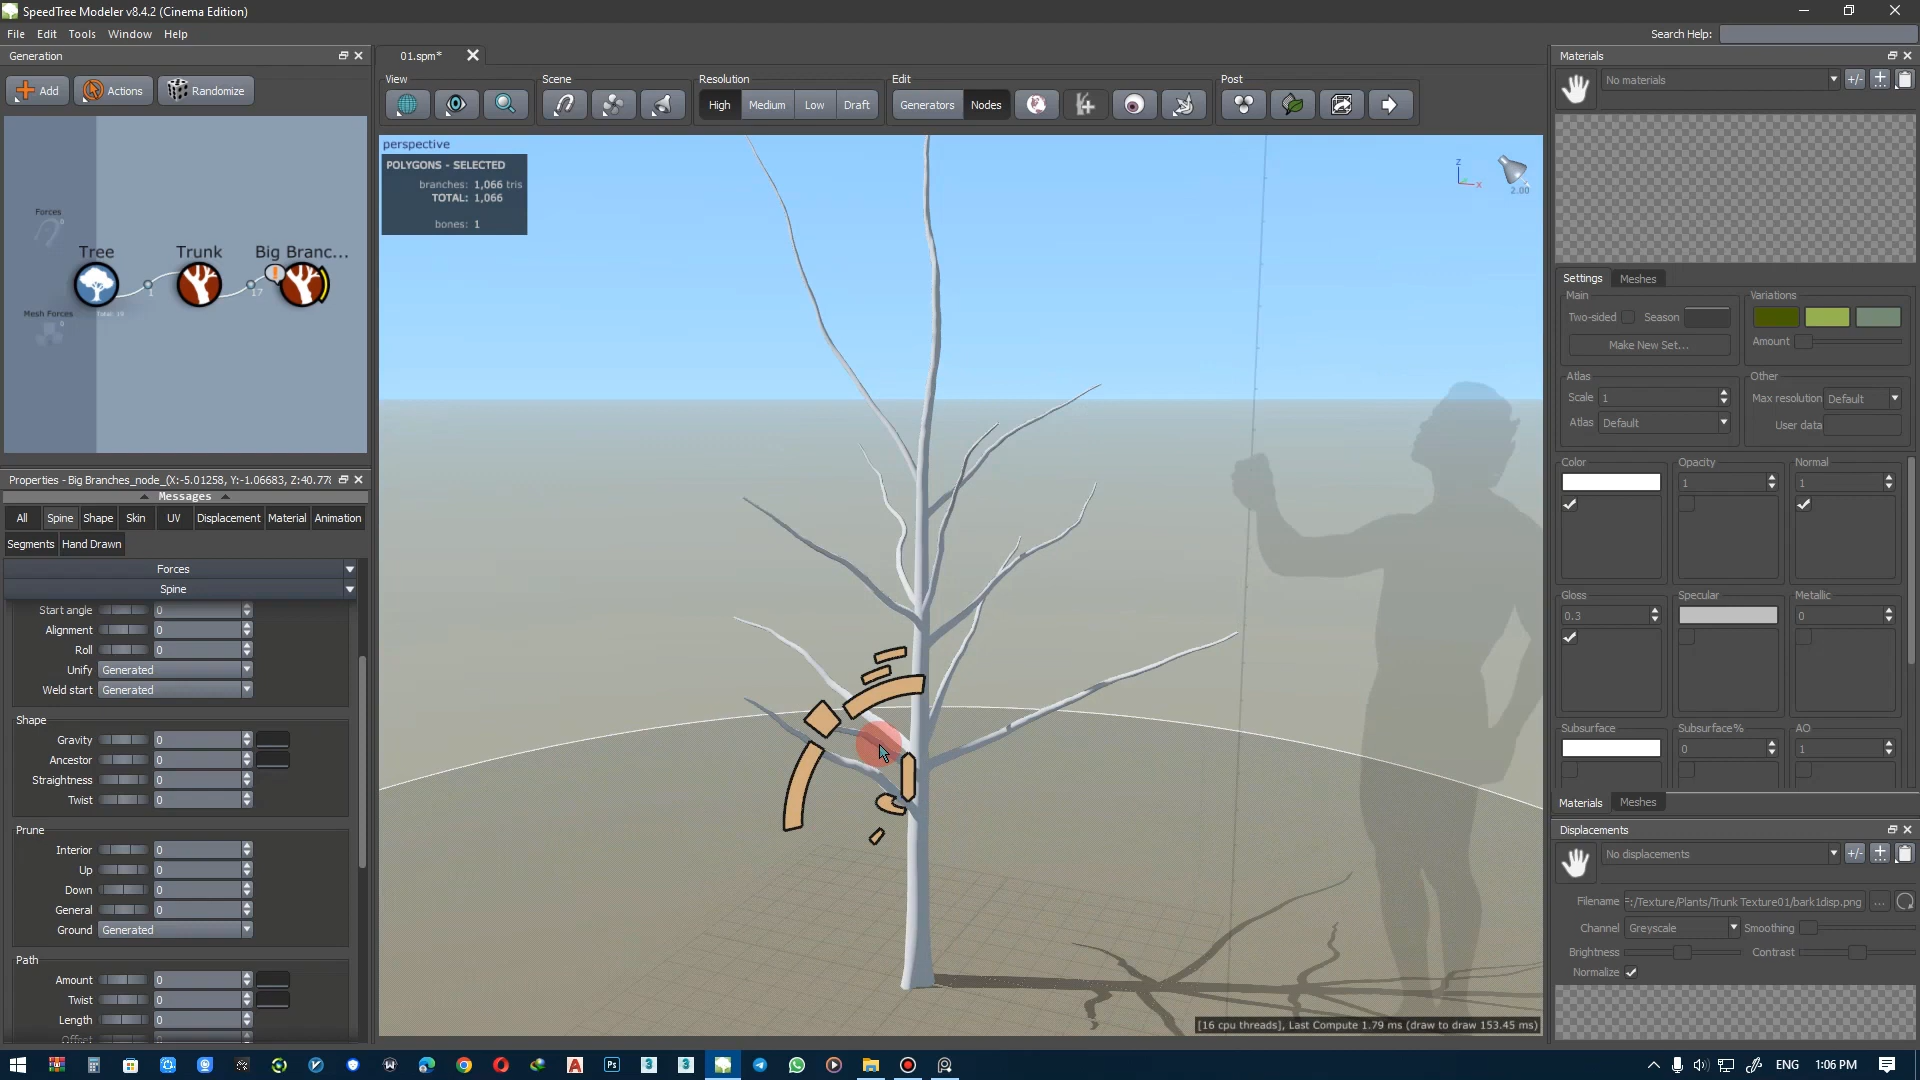 SpeedTree Modeler v8.4.2 (Cinema Edition)
File Edit Tools Window Help
Search Help:
Generation
Add
Actions
Randomize
Forces
0
Mesh Forces
0
Tree
Trunk
Big Branc...
1
17
01.spm*
View
Scene
Resolution
High Medium Low Draft
Edit
Generators Nodes
Post
perspective
POLYGONS - SELECTED
branches: 1,066 tris
TOTAL: 1,066
bones: 1
z
x
2.00
[16 cpu threads], Last Compute 1.79 ms (draw to draw 153.45 ms)
Properties - Big Branches_node_(X:-5.01258, Y:-1.06683, Z:40.778
Messages
All Spine Shape Skin UV Displacement Material Animation
Segments Hand Drawn
Forces
Spine
Start angle 0
Alignment 0
Roll 0
Unify Generated
Weld start Generated
Shape
Gravity 0
Ancestor 0
Straightness 0
Twist 0
Prune
Interior 0
Up 0
Down 0
General 0
Ground Generated
Path
Amount 0
Twist 0
Length 0
Materials
No materials
+/-
Settings Meshes
Main
Two-sided Season
Make New Set...
Variations
Amount
Atlas
Scale 1
Atlas Default
Other
Max resolution Default
User data
Color
Opacity
1
Normal
1
Gloss
0.3
Specular
Metallic
0
Subsurface
Subsurface%
0
AO
1
Materials Meshes
Displacements
No displacements
+/-
Filename F:/Texture/Plants/Trunk Texture01/bark1disp.png ...
Channel Greyscale Smoothing
Brightness Contrast
Normalize
ENG 1:06 PM